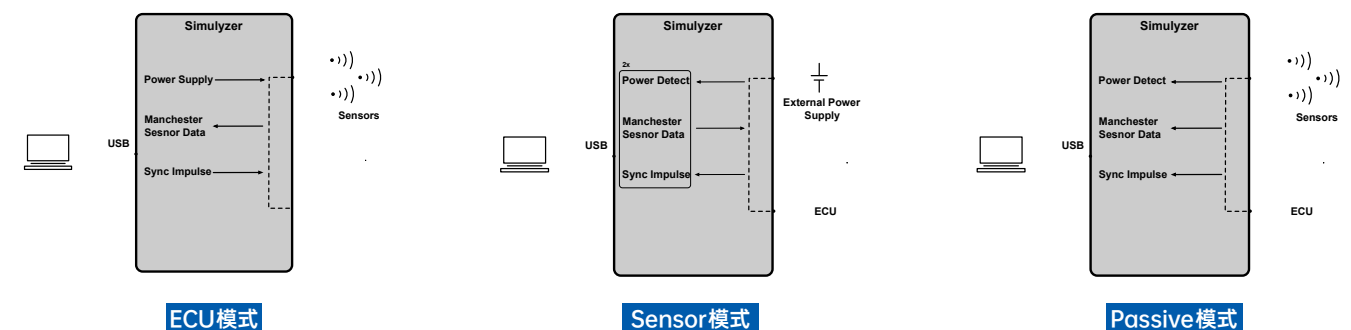 Simulyzer
Power Supply
Manchester
Sesnor Data
Sync Impulse
USB
Sensors
ECU模式
Simulyzer
2x
Power Detect
Manchester
Sesnor Data
Sync Impulse
USB
External Power
Supply
ECU
Sensor模式
Simulyzer
Power Detect
Manchester
Sesnor Data
Sync Impulse
USB
Sensors
ECU
Passive模式